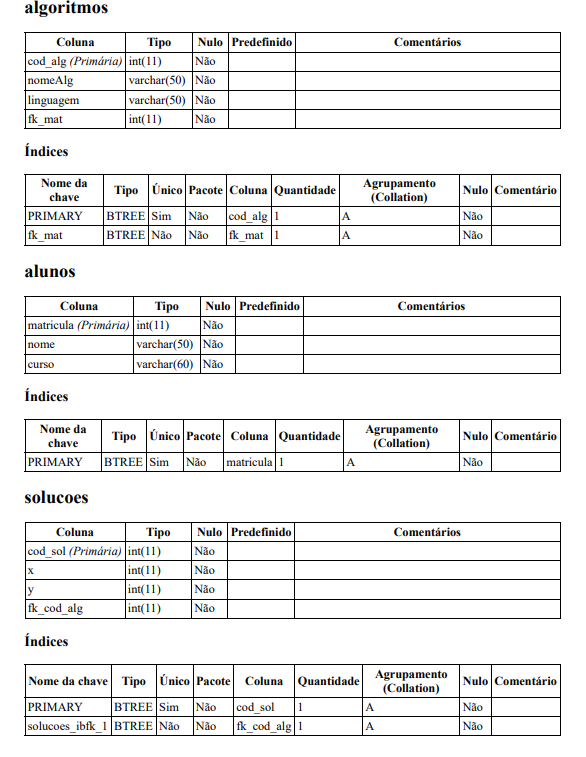 algoritmos
Coluna Tipo Nulo Predefinido Comentários
cod_alg (Primária) int(11) Não
nomeAlg varchar(50) Não
linguagem varchar(50) Não
fk_mat int(11) Não
Índices
Nome da chave Tipo Único Pacote Coluna Quantidade Agrupamento (Collation) Nulo Comentário
PRIMARY BTREE Sim Não cod_alg 1 A Não
fk_mat BTREE Não Não fk_mat 1 A Não
alunos
Coluna Tipo Nulo Predefinido Comentários
matricula (Primária) int(11) Não
nome varchar(50) Não
curso varchar(60) Não
Índices
Nome da chave Tipo Único Pacote Coluna Quantidade Agrupamento (Collation) Nulo Comentário
PRIMARY BTREE Sim Não matricula 1 A Não
solucoes
Coluna Tipo Nulo Predefinido Comentários
cod_sol (Primária) int(11) Não
x int(11) Não
y int(11) Não
fk_cod_alg int(11) Não
Índices
Nome da chave Tipo Único Pacote Coluna Quantidade Agrupamento (Collation) Nulo Comentário
PRIMARY BTREE Sim Não cod_sol 1 A Não
solucoes_ibfk_1 BTREE Não Não fk_cod_alg 1 A Não